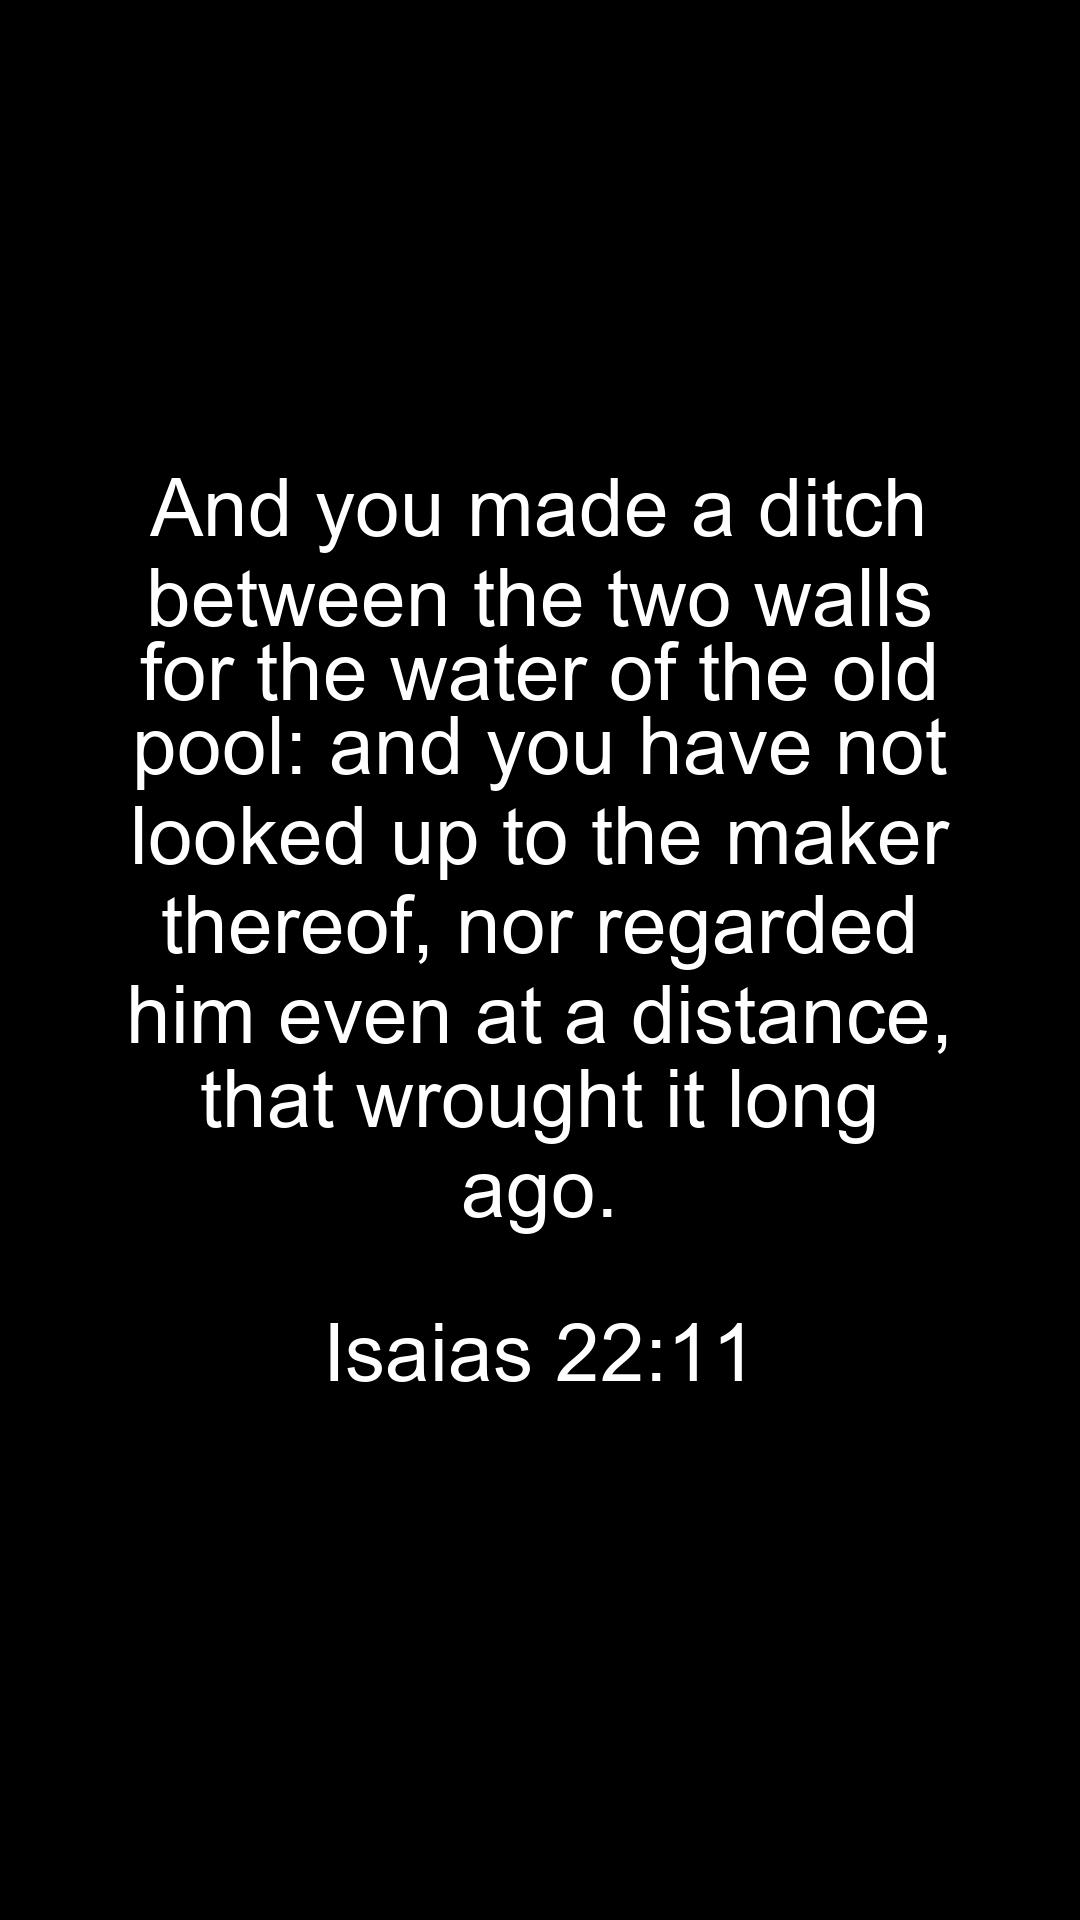 And you made a ditch
between the two walls
for the water of the old
pool: and you have not
looked up to the maker
thereof, nor regarded
him even at a distance,
that wrought it long
ago.
Isaias 22:11